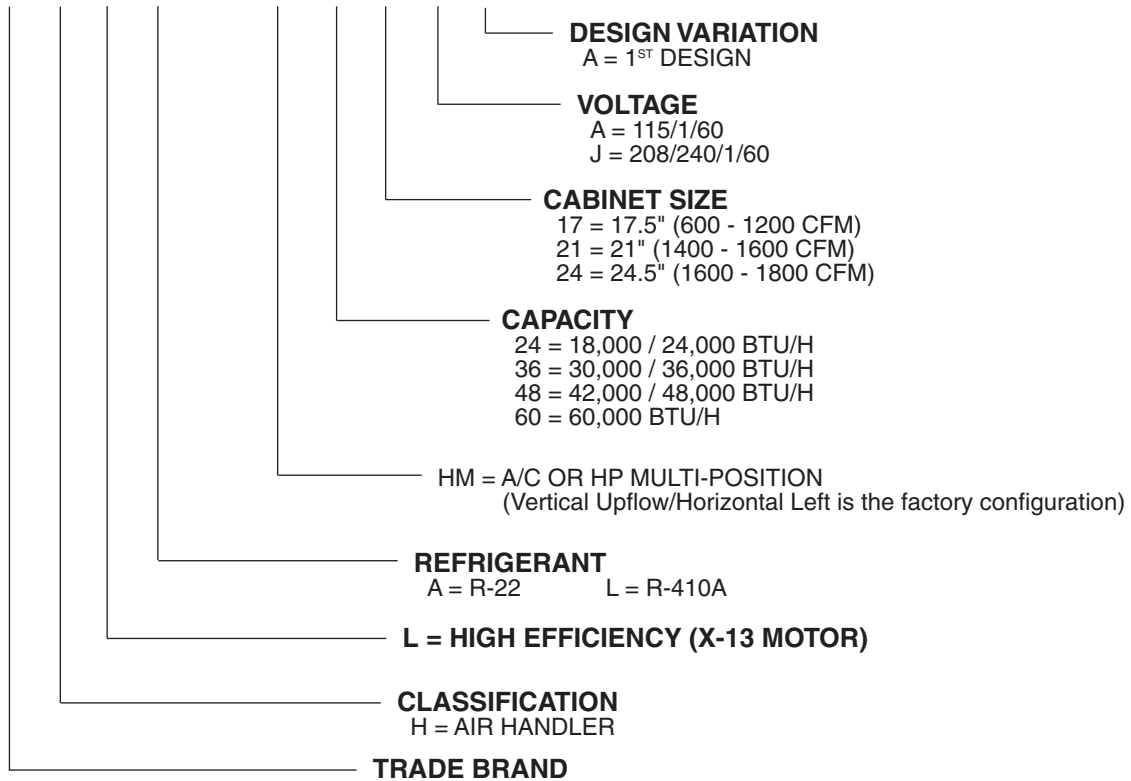 DESIGN VARIATION
A = 1ST DESIGN
VOLTAGE
A = 115/1/60
J = 208/240/1/60
CABINET SIZE
17 = 17.5" (600 - 1200 CFM)
21 = 21" (1400 - 1600 CFM)
24 = 24.5" (1600 - 1800 CFM)
CAPACITY
24 = 18,000 / 24,000 BTU/H
36 = 30,000 / 36,000 BTU/H
48 = 42,000 / 48,000 BTU/H
60 = 60,000 BTU/H
HM = A/C OR HP MULTI-POSITION
(Vertical Upflow/Horizontal Left is the factory configuration)
REFRIGERANT
A = R-22 L = R-410A
L = HIGH EFFICIENCY (X-13 MOTOR)
CLASSIFICATION
H = AIR HANDLER
TRADE BRAND